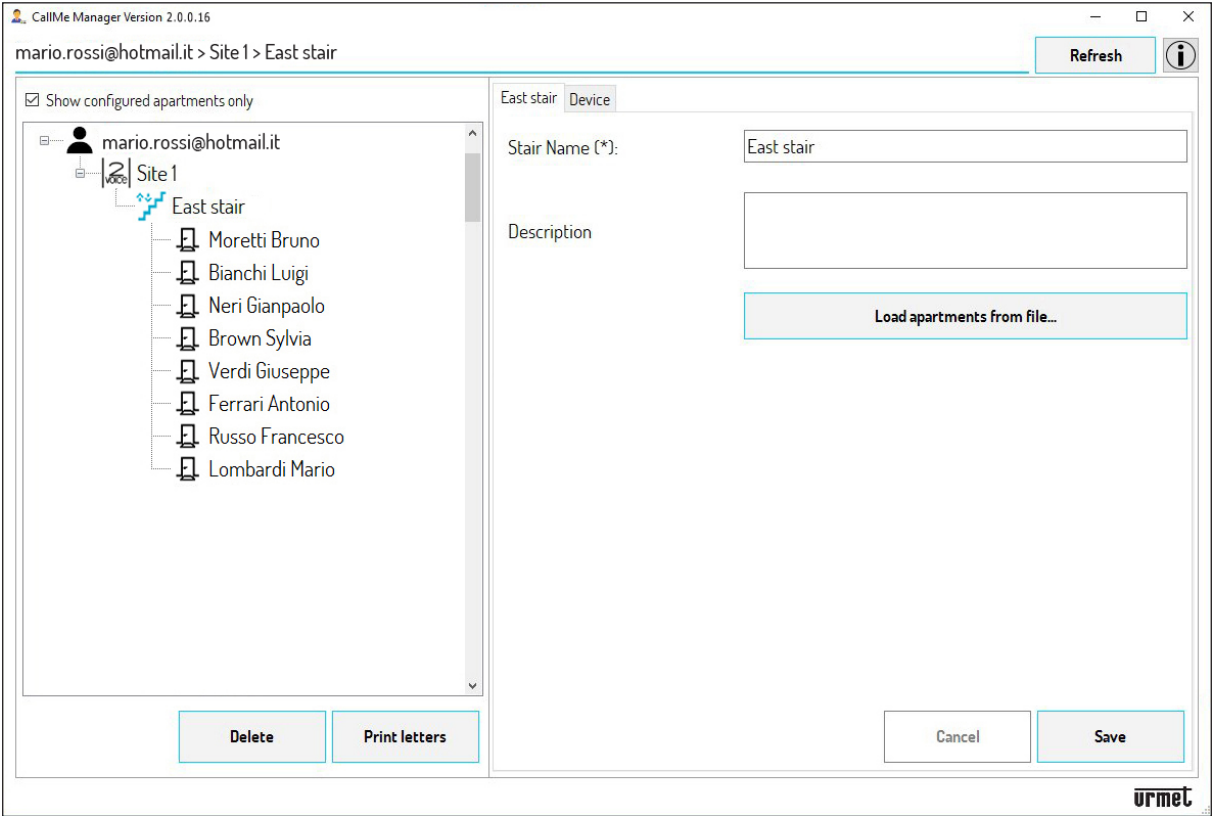 CallMe Manager Version 2.0.0.16
mario.rossi@hotmail.it > Site 1 > East stair
Refresh
Show configured apartments only
mario.rossi@hotmail.it
2 VOICE Site 1
East stair
Moretti Bruno
Bianchi Luigi
Neri Gianpaolo
Brown Sylvia
Verdi Giuseppe
Ferrari Antonio
Russo Francesco
Lombardi Mario
Delete
Print letters
East stair Device
Stair Name (*): East stair
Description
Load apartments from file...
Cancel
Save
urmet